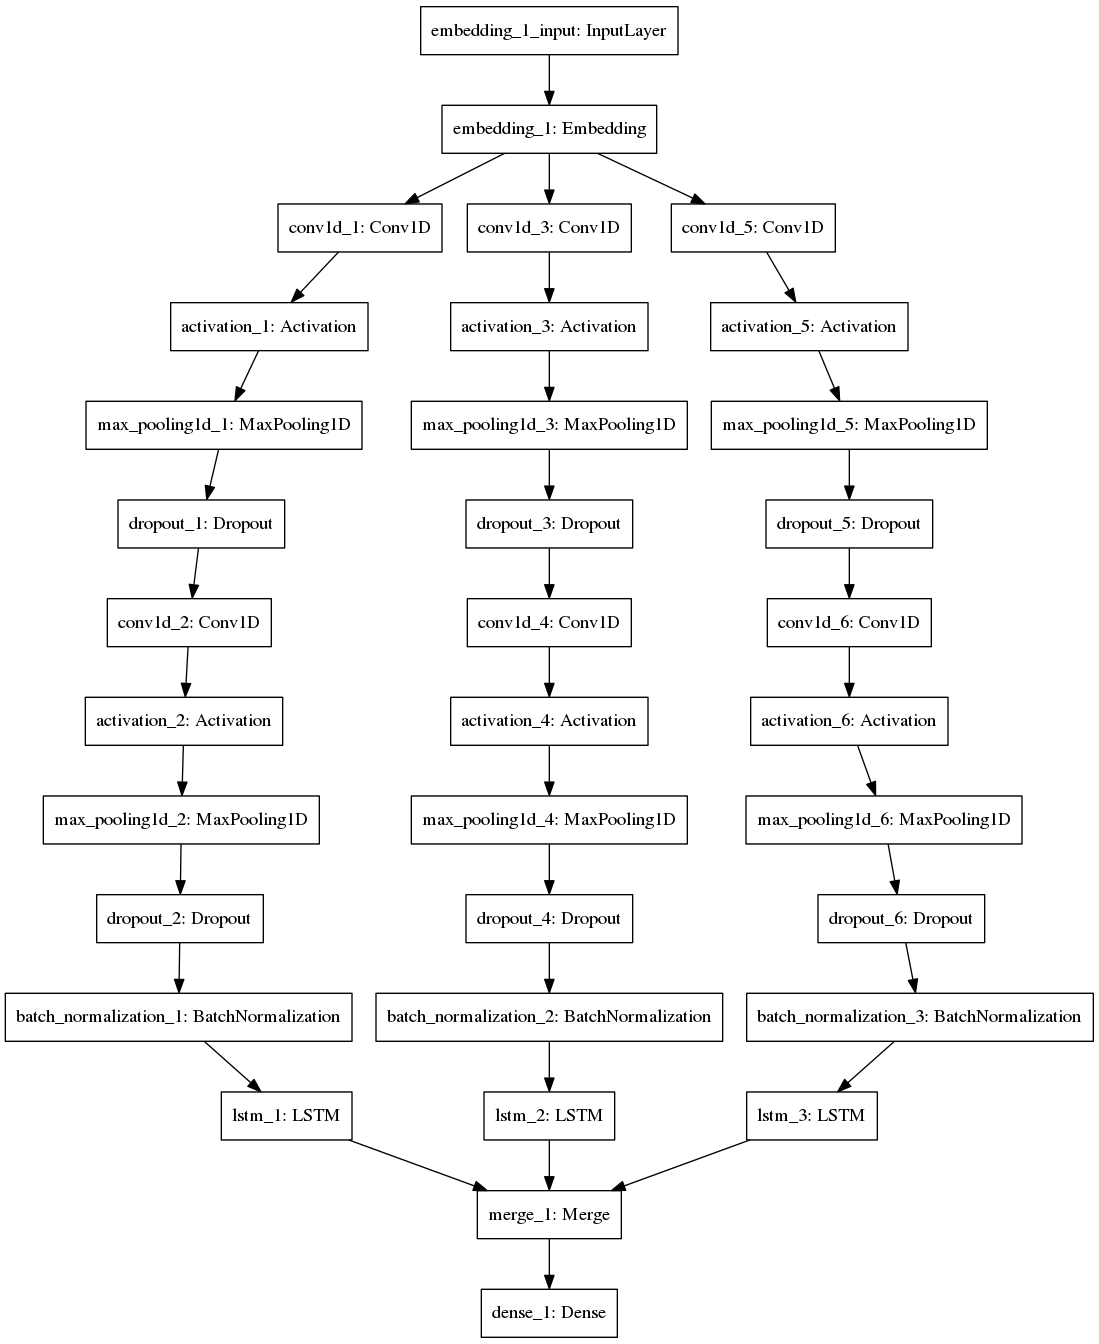 embedding_1_input: InputLayer
embedding_1: Embedding
conv1d_1: Conv1D
conv1d_3: Conv1D
conv1d_5: Conv1D
activation_1: Activation
activation_3: Activation
activation_5: Activation
max_pooling1d_1: MaxPooling1D
max_pooling1d_3: MaxPooling1D
max_pooling1d_5: MaxPooling1D
dropout_1: Dropout
dropout_3: Dropout
dropout_5: Dropout
conv1d_2: Conv1D
conv1d_4: Conv1D
conv1d_6: Conv1D
activation_2: Activation
activation_4: Activation
activation_6: Activation
max_pooling1d_2: MaxPooling1D
max_pooling1d_4: MaxPooling1D
max_pooling1d_6: MaxPooling1D
dropout_2: Dropout
dropout_4: Dropout
dropout_6: Dropout
batch_normalization_1: BatchNormalization
batch_normalization_2: BatchNormalization
batch_normalization_3: BatchNormalization
lstm_1: LSTM
lstm_2: LSTM
lstm_3: LSTM
merge_1: Merge
dense_1: Dense